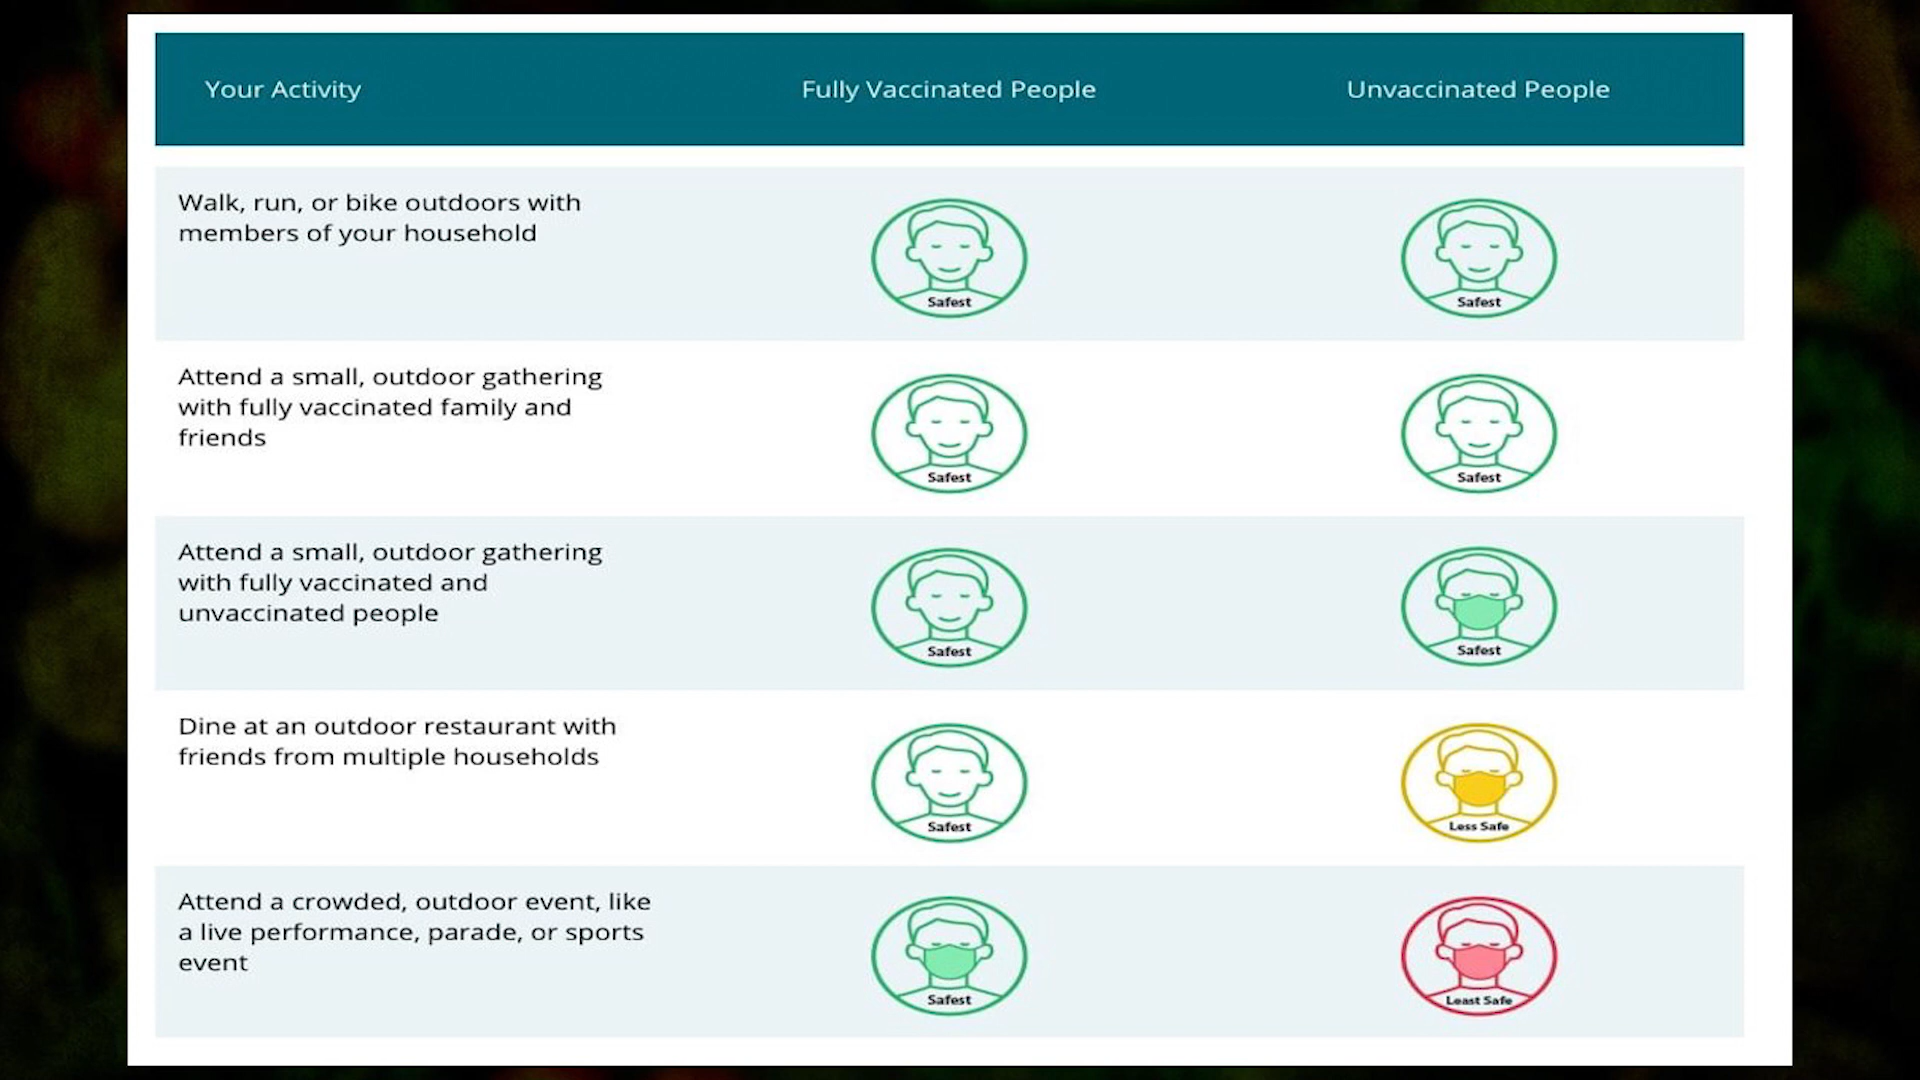 Your Activity
Fully Vaccinated People
Unvaccinated People
Walk, run, or bike outdoors with
members of your household
Safest
Safest
Attend a small, outdoor gathering
with fully vaccinated family and
friends
Safest
Safest
Attend a small, outdoor gathering
with fully vaccinated and
unvaccinated people
Safest
Safest
Dine at an outdoor restaurant with
friends from multiple households
Safest
Less Safe
Attend a crowded, outdoor event, like
a live performance, parade, or sports
event
Safest
Least Safe